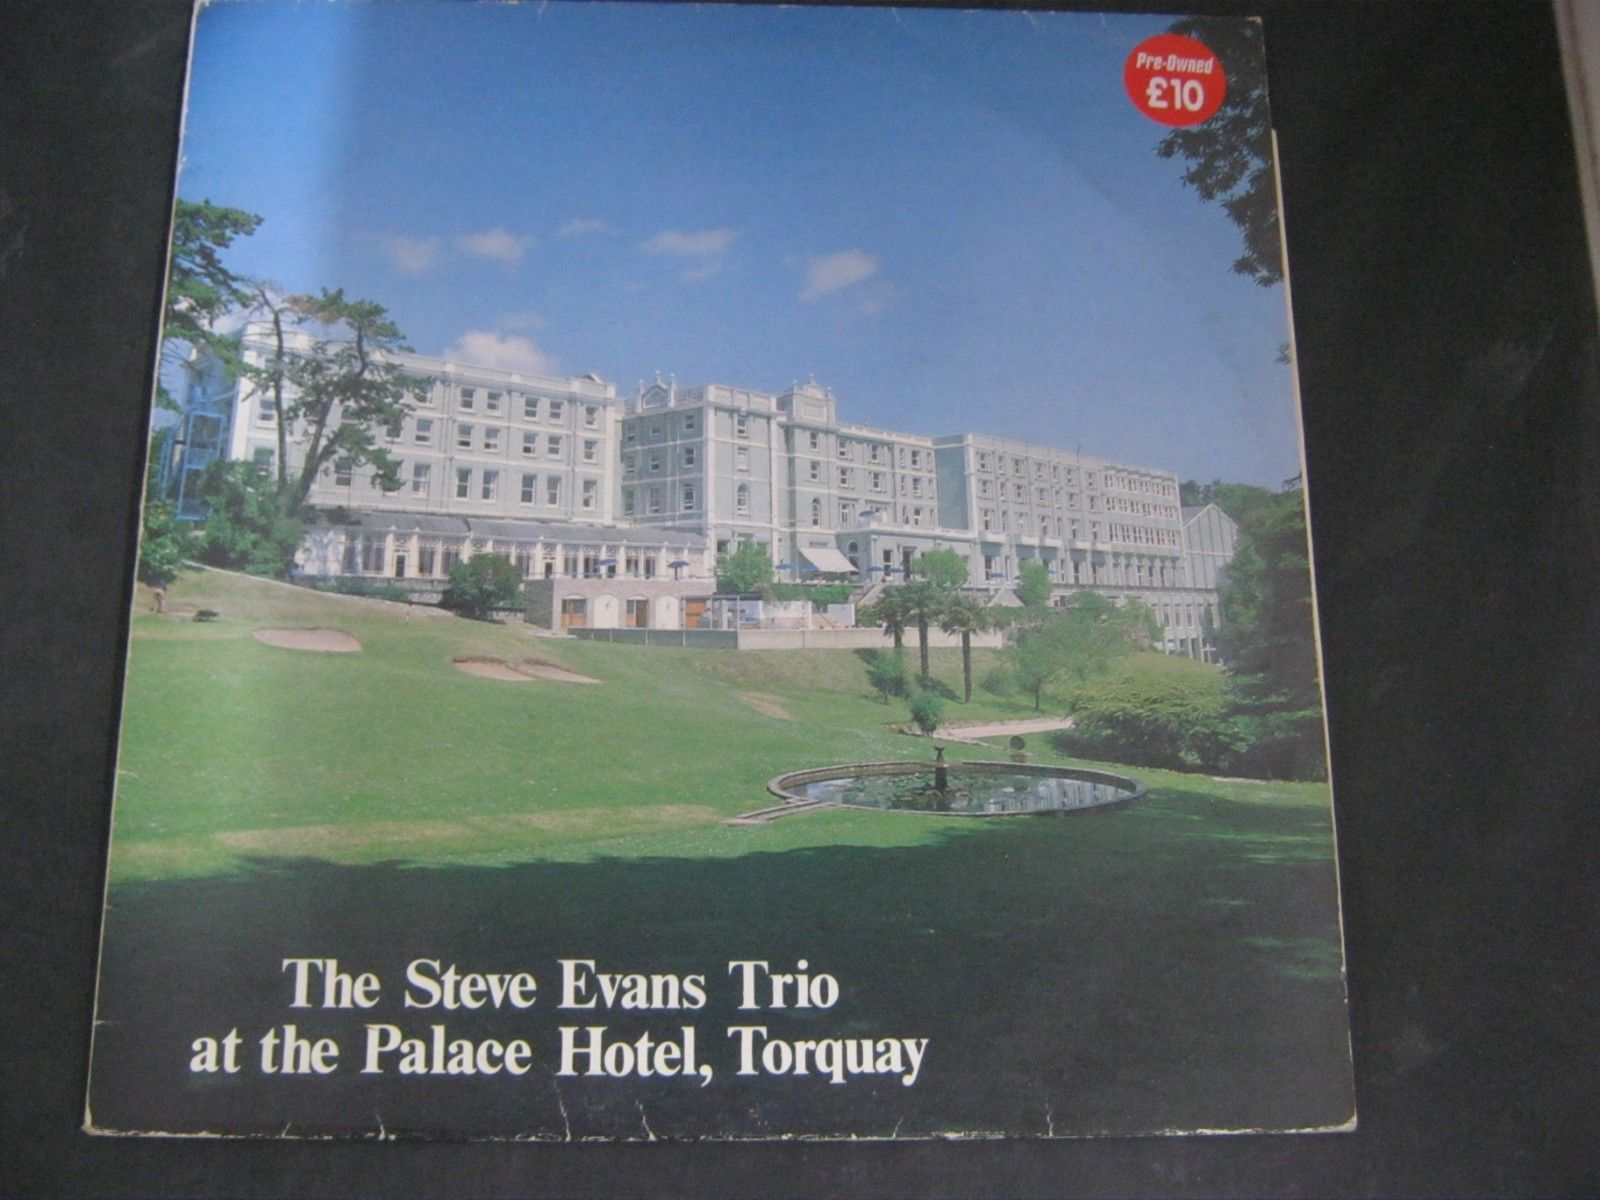 Pre-Owned
£10
The Steve Evans Trio
at the Palace Hotel, Torquay